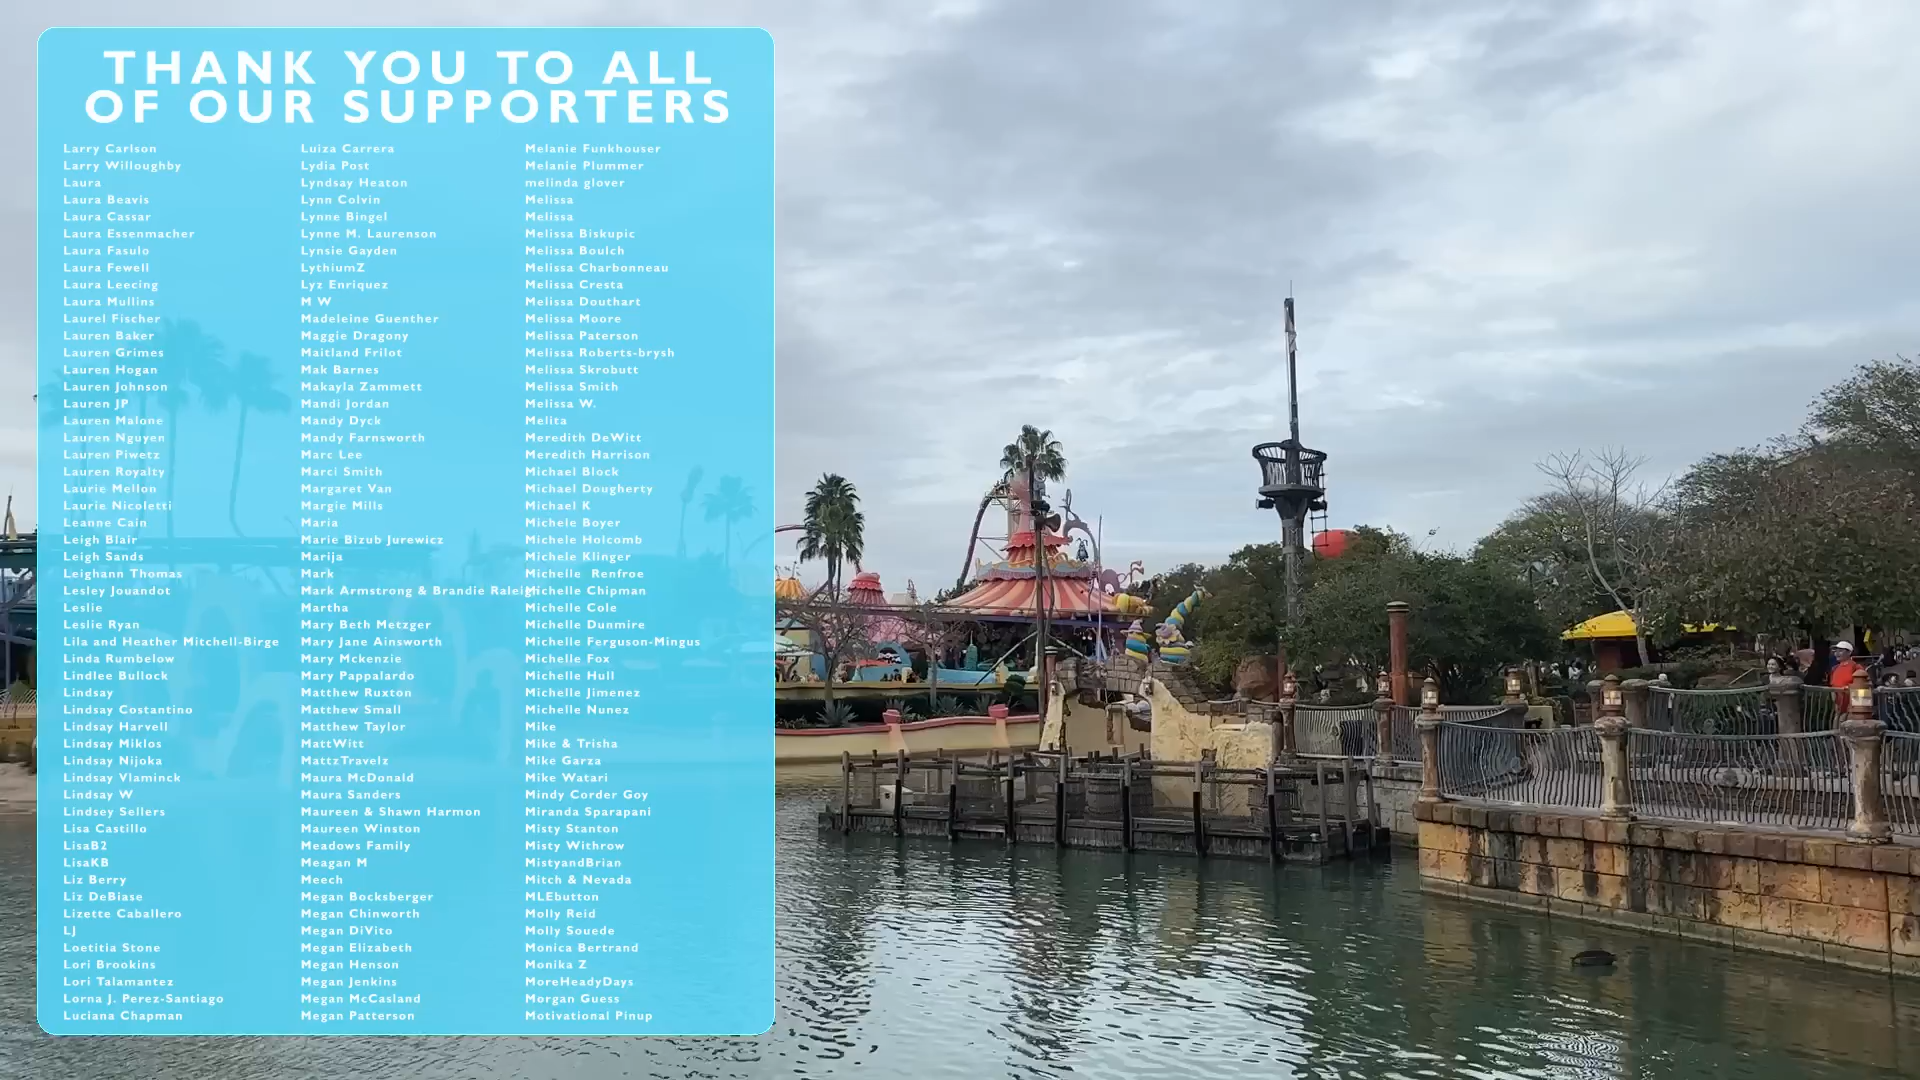 THANK YOU TO ALL
OF OUR SUPPORTERS
Larry Carlson
Larry Willoughby
Laura
Laura Beavis
Laura Cassar
Laura Essenmacher
Laura Fasulo
Laura Fewell
Laura Leecing
Laura Mullins
Laurel Fischer
Lauren Baker
Lauren Grimes
Lauren Hogan
Lauren Johnson
Lauren JP
Lauren Malone
Lauren Nguyen
Lauren Piwetz
Lauren Royalty
Laurie Mellon
Laurie Nicoletti
Leanne Cain
Leigh Blair
Leigh Sands
Leighann Thomas
Lesley Jouandot
Leslie
Leslie Ryan
Lila and Heather Mitchell-Birge
Linda Rumbelow
Lindlee Bullock
Lindsay
Lindsay Costantino
Lindsay Harvell
Lindsay Miklos
Lindsay Nijoka
Lindsay Vlaminck
Lindsay W
Lindsey Sellers
Lisa Castillo
LisaB2
LisaKB
Liz Berry
Liz DeBiase
Lizette Caballero
LJ
Loetitia Stone
Lori Brookins
Lori Talamantez
Lorna J. Perez-Santiago
Luciana Chapman
Luiza Carrera
Lydia Post
Lyndsay Heaton
Lynn Colvin
Lynne Bingel
Lynne M. Laurenson
Lynsie Gayden
LythiumZ
Lyz Enriquez
M W
Madeleine Guenther
Maggie Dragony
Maitland Frilot
Mak Barnes
Makayla Zammett
Mandi Jordan
Mandy Dyck
Mandy Farnsworth
Marc Lee
Marci Smith
Margaret Van
Margie Mills
Maria
Marie Bizub Jurewicz
Marija
Mark
Mark Armstrong & Brandie Raleigh
Martha
Mary Beth Metzger
Mary Jane Ainsworth
Mary Mckenzie
Mary Pappalardo
Matthew Ruxton
Matthew Small
Matthew Taylor
MattWitt
MattzTravelz
Maura McDonald
Maura Sanders
Maureen & Shawn Harmon
Maureen Winston
Meadows Family
Meagan M
Meech
Megan Bocksberger
Megan Chinworth
Megan DiVito
Megan Elizabeth
Megan Henson
Megan Jenkins
Megan McCasland
Megan Patterson
Melanie Funkhouser
Melanie Plummer
melinda glover
Melissa
Melissa
Melissa Biskupic
Melissa Boulch
Melissa Charbonneau
Melissa Cresta
Melissa Douthart
Melissa Moore
Melissa Paterson
Melissa Roberts-brysh
Melissa Skrobutt
Melissa Smith
Melissa W.
Melita
Meredith DeWitt
Meredith Harrison
Michael Block
Michael Dougherty
Michael K
Michele Boyer
Michele Holcomb
Michele Klinger
Michelle  Renfroe
Michelle Chipman
Michelle Cole
Michelle Dunmire
Michelle Ferguson-Mingus
Michelle Fox
Michelle Hull
Michelle Jimenez
Michelle Nunez
Mike
Mike & Trisha
Mike Garza
Mike Watari
Mindy Corder Goy
Miranda Sparapani
Misty Stanton
Misty Withrow
MistyandBrian
Mitch & Nevada
MLEbutton
Molly Reid
Molly Souede
Monica Bertrand
Monika Z
MoreHeadyDays
Morgan Guess
Motivational Pinup